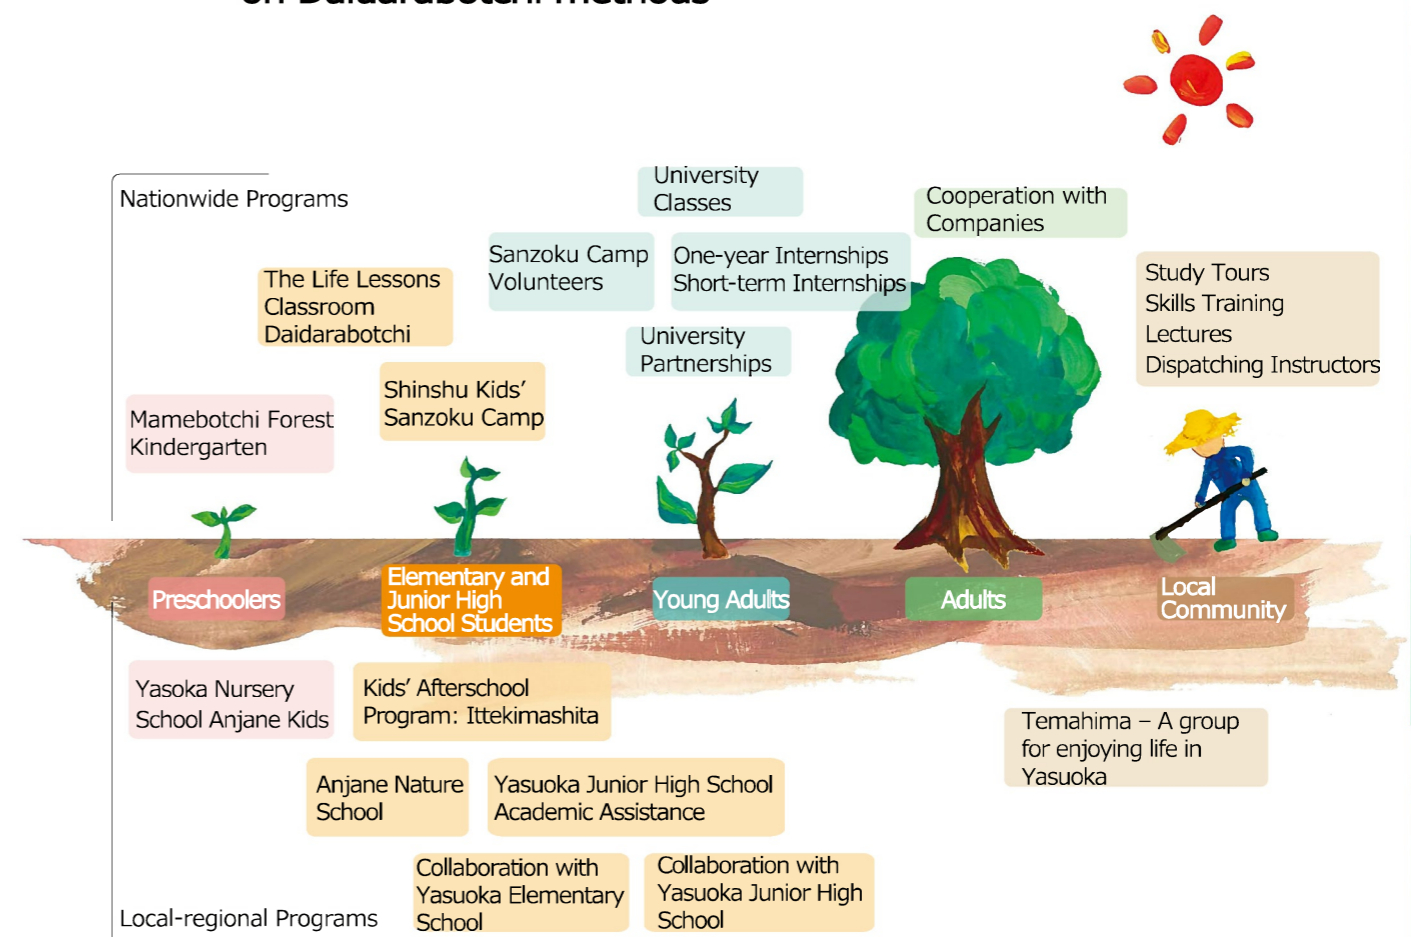 on Daidarabotchi methods
Nationwide Programs
University
Classes
Cooperation with
Companies
Sanzoku Camp
Volunteers
One-year Internships
Short-term Internships
Study Tours
Skills Training
Lectures
Dispatching Instructors
The Life Lessons
Classroom
Daidarabotchi
University
Partnerships
Shinshu Kids’
Sanzoku Camp
Mamebotchi Forest
Kindergarten
Preschoolers
Elementary and
Junior High
School Students
Young Adults
Adults
Local
Community
Yasoka Nursery
School Anjane Kids
Kids’ Afterschool
Program: Ittekimashita
Temahima – A group
for enjoying life in
Yasuoka
Anjane Nature
School
Yasuoka Junior High School
Academic Assistance
Collaboration with
Yasuoka Elementary
School
Collaboration with
Yasuoka Junior High
School
Local-regional Programs